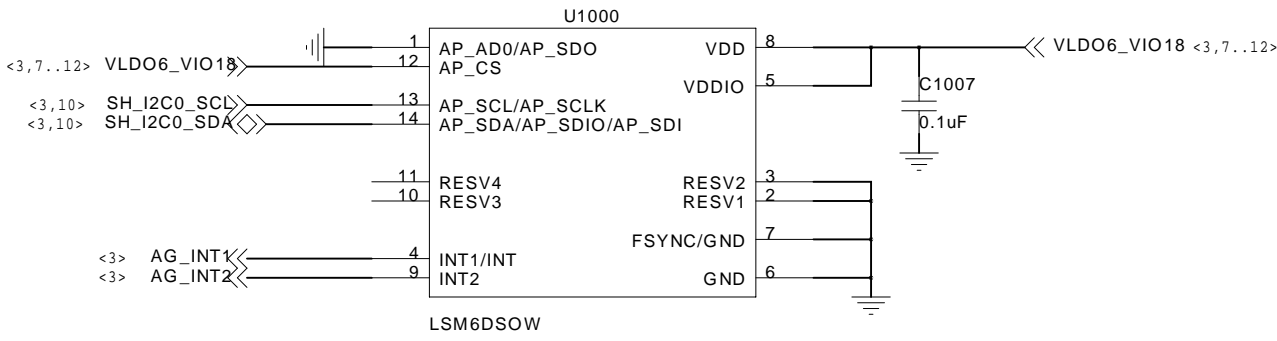 U1000
1 AP_AD0/AP_SDO VDD 8
<3,7..12> VLDO6_VIO18 12 AP_CS VLDO6_VIO18 <3,7..12>
VDDIO 5
C1007
<3,10> SH_I2C0_SCL 13 AP_SCL/AP_SCLK
<3,10> SH_I2C0_SDA 14 AP_SDA/AP_SDIO/AP_SDI 0.1uF
11 RESV4 RESV2 3
10 RESV3 RESV1 2
FSYNC/GND 7
<3> AG_INT1 4 INT1/INT
<3> AG_INT2 9 INT2 GND 6
LSM6DSOW